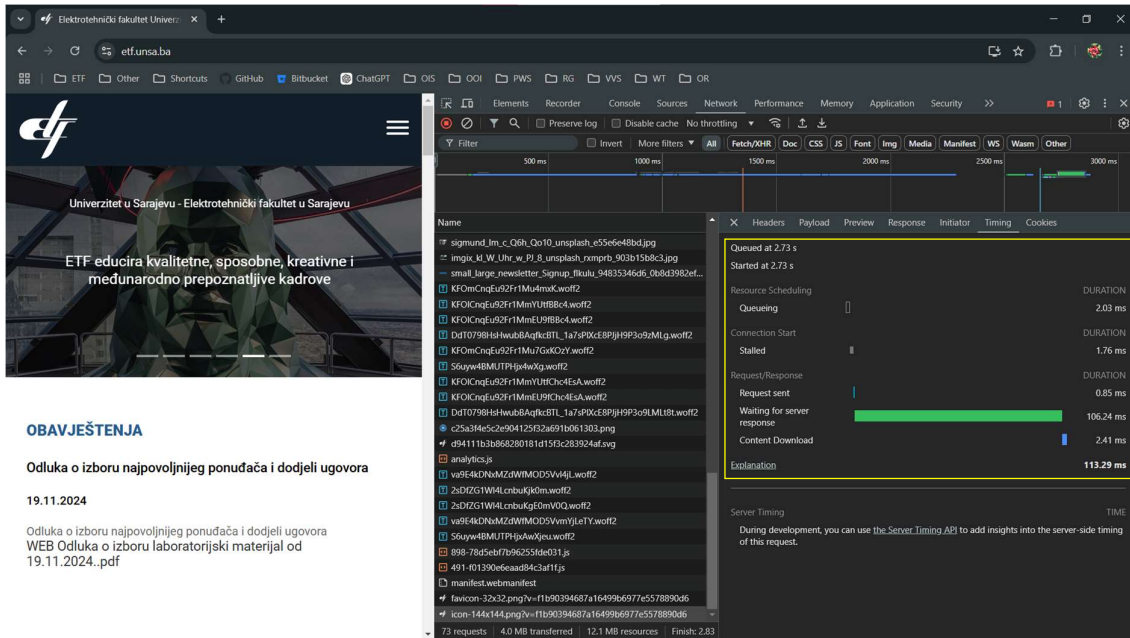 Elektrotehnički fakultet Univerz
etf.unsa.ba
ETF Other Shortcuts GitHub Bitbucket ChatGPT OIS OOI PWS RG VVS WT OR
Univerzitet u Sarajevu - Elektrotehnički fakultet u Sarajevu
ETF educira kvalitetne, sposobne, kreativne i
međunarodno prepoznatljive kadrove
OBAVJEŠTENJA
Odluka o izboru najpovoljnijeg ponuđača i dodjeli ugovora
19.11.2024
Odluka o izboru najpovoljnijeg ponuđača i dodjeli ugovora
WEB Odluka o izboru laboratorijski materijal od
19.11.2024..pdf
Elements Recorder Console Sources Network Performance Memory Application Security 1
Preserve log Disable cache No throttling
Filter Invert More filters All Fetch/XHR Doc CSS JS Font Img Media Manifest WS Wasm Other
500 ms 1000 ms 1500 ms 2000 ms 2500 ms 3000 ms
Name
sigmund_Im_c_Q6h_Qo10_unsplash_e55e6e48bd.jpg
imgix_kl_W_Uhr_w_PJ_8_unsplash_rxmprb_903b15b8c3.jpg
small_large_newsletter_Signup_flkulu_94835346d6_0b8d3982ef...
KFOmCnqEu92Fr1Mu4mxK.woff2
KFOlCnqEu92Fr1MmYUtfBBc4.woff2
KFOlCnqEu92Fr1MmEU9fBBc4.woff2
DdT0798HsHwubBAqfkcBTL_1a7sPlXcE8PJjH9P3o9zMLg.woff2
KFOmCnqEu92Fr1Mu7GxKOzY.woff2
S6uyw4BMUTPHjx4wXg.woff2
KFOlCnqEu92Fr1MmYUtfChc4EsA.woff2
KFOlCnqEu92Fr1MmEU9fChc4EsA.woff2
DdT0798HsHwubBAqfkcBTL_1a7sPlXcE8PJjH9P3o9LMLt8t.woff2
c25a3f4e5c2e904125f32a691b061303.png
d94111b3b868280181d15f3c283924af.svg
analytics.js
va9E4kDNxMZdWfMOD5Vvl4jL.woff2
2sDfZG1Wl4LcnbuKjk0m.woff2
2sDfZG1Wl4LcnbuKgE0mV0Q.woff2
va9E4kDNxMZdWfMOD5VvmYjLeTY.woff2
S6uyw4BMUTPHjxAwXjeu.woff2
898-78d5ebf7b96255fde031.js
491-f01390e6eaad84c3af1f.js
manifest.webmanifest
favicon-32x32.png?v=f1b90394687a16499b6977e5578890d6
icon-144x144.png?v=f1b90394687a16499b6977e5578890d6
73 requests 4.0 MB transferred 12.1 MB resources Finish: 2.83
Headers Payload Preview Response Initiator Timing Cookies
Queued at 2.73 s
Started at 2.73 s
Resource Scheduling DURATION
Queueing 2.03 ms
Connection Start DURATION
Stalled 1.76 ms
Request/Response DURATION
Request sent 0.85 ms
Waiting for server
response 106.24 ms
Content Download 2.41 ms
Explanation 113.29 ms
Server Timing TIME
During development, you can use the Server Timing API to add insights into the server-side timing
of this request.